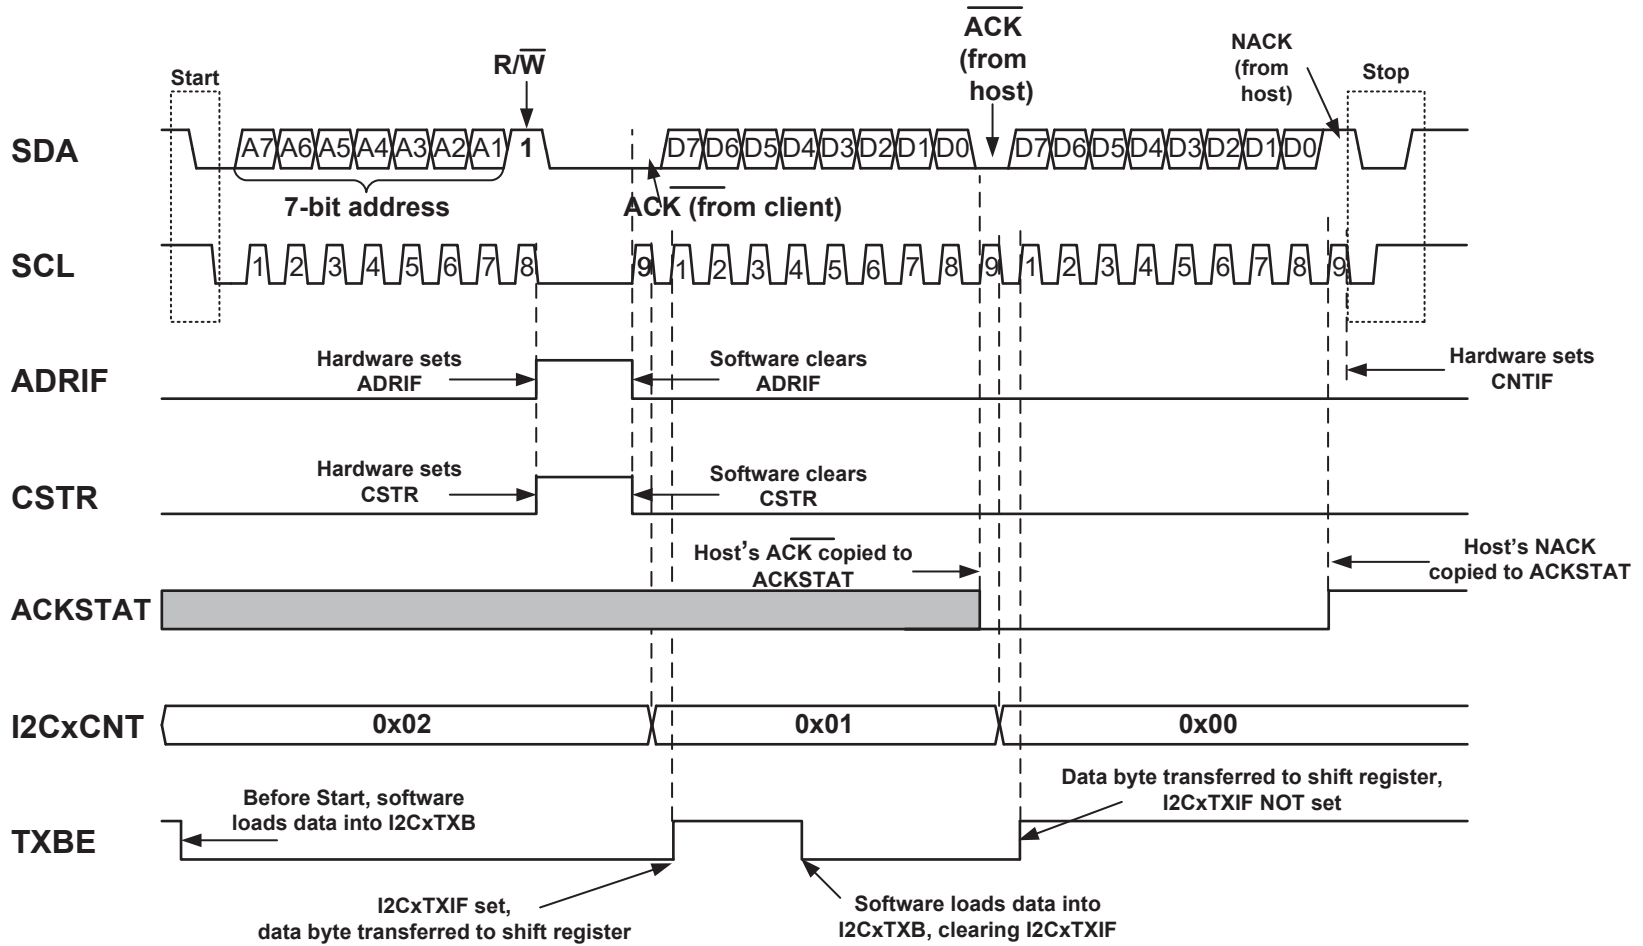 ACK
(from
host)
NACK
(from
host)
R/W
Start
Stop
SDA
A7 A6 A5 A4 A3 A2 A1 1
D7 D6 D5 D4 D3 D2 D1 D0
D7 D6 D5 D4 D3 D2 D1 D0
7-bit address
ACK (from client)
SCL
1 2 3 4 5 6 7 8 9 1 2 3 4 5 6 7 8 9 1 2 3 4 5 6 7 8 9
ADRIF
Hardware sets
ADRIF
Software clears
ADRIF
Hardware sets
CNTIF
CSTR
Hardware sets
CSTR
Software clears
CSTR
Host's ACK copied to
ACKSTAT
Host's NACK
copied to ACKSTAT
ACKSTAT
I2CxCNT
0x02
0x01
0x00
TXBE
Before Start, software
loads data into I2CxTXB
Data byte transferred to shift register,
I2CxTXIF NOT set
I2CxTXIF set,
data byte transferred to shift register
Software loads data into
I2CxTXB, clearing I2CxTXIF